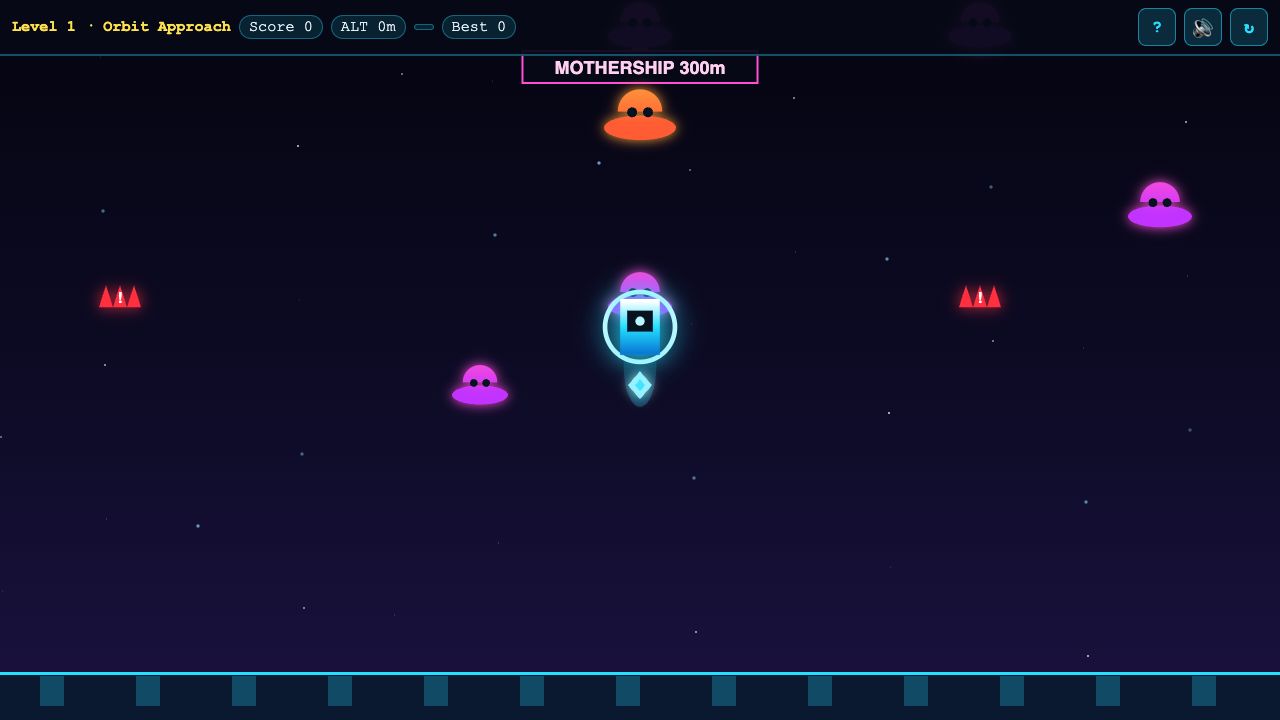 Level 1 · Orbit Approach Score 0 ALT 0m Best 0 ? ↻
MOTHERSHIP 300m
! !